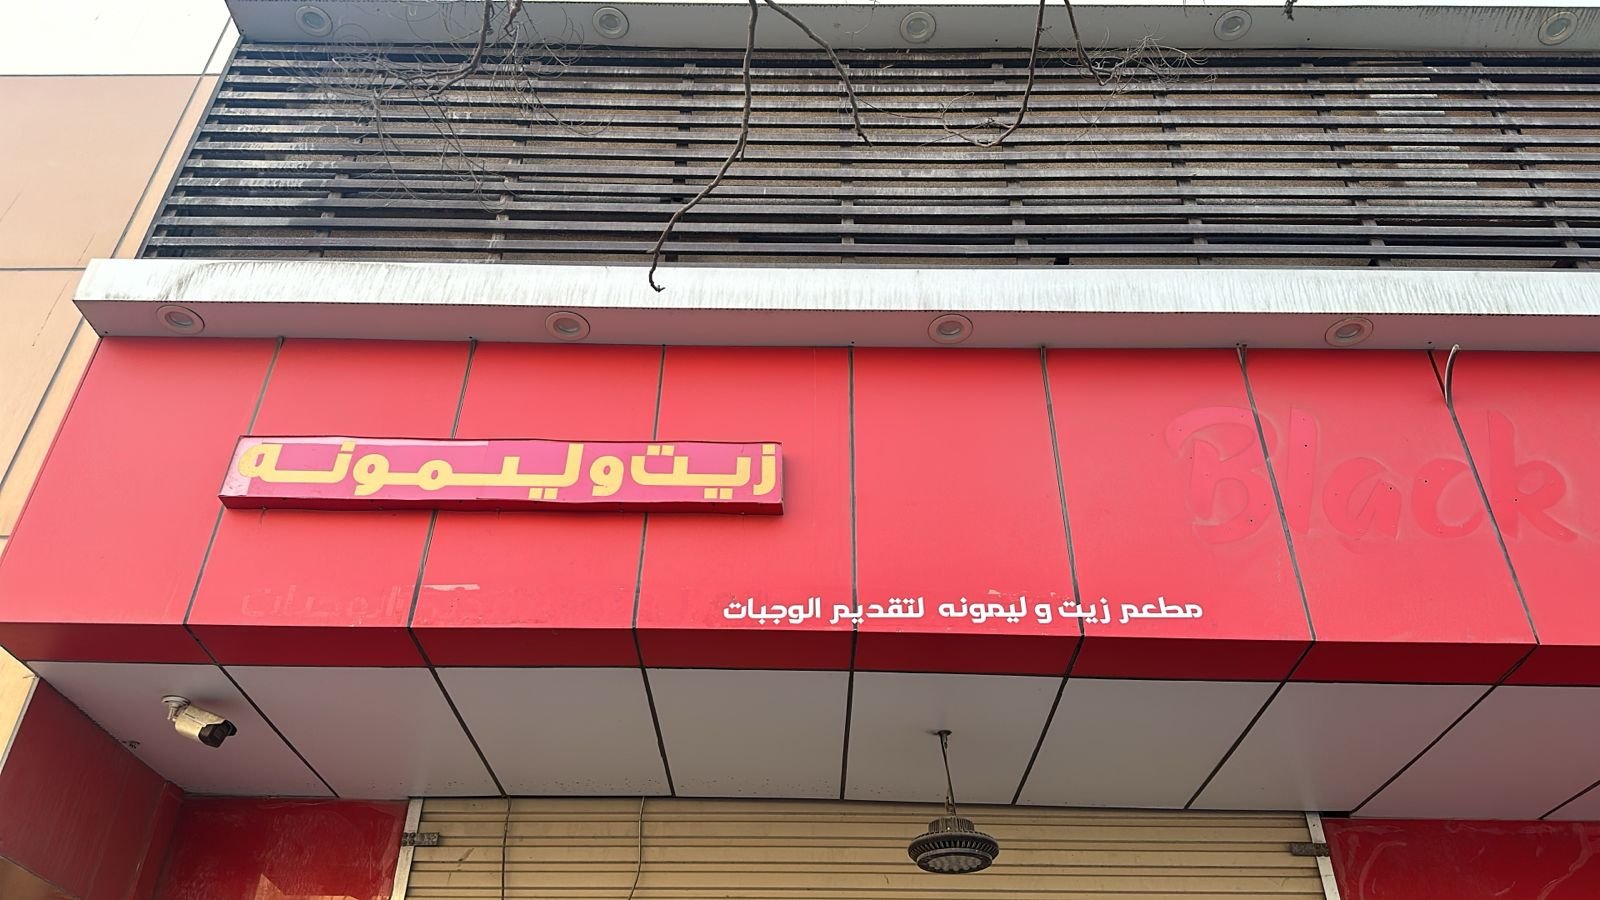 زيت وليمونه
Black
مطعم زيت و ليمونه لتقديم الوجبات